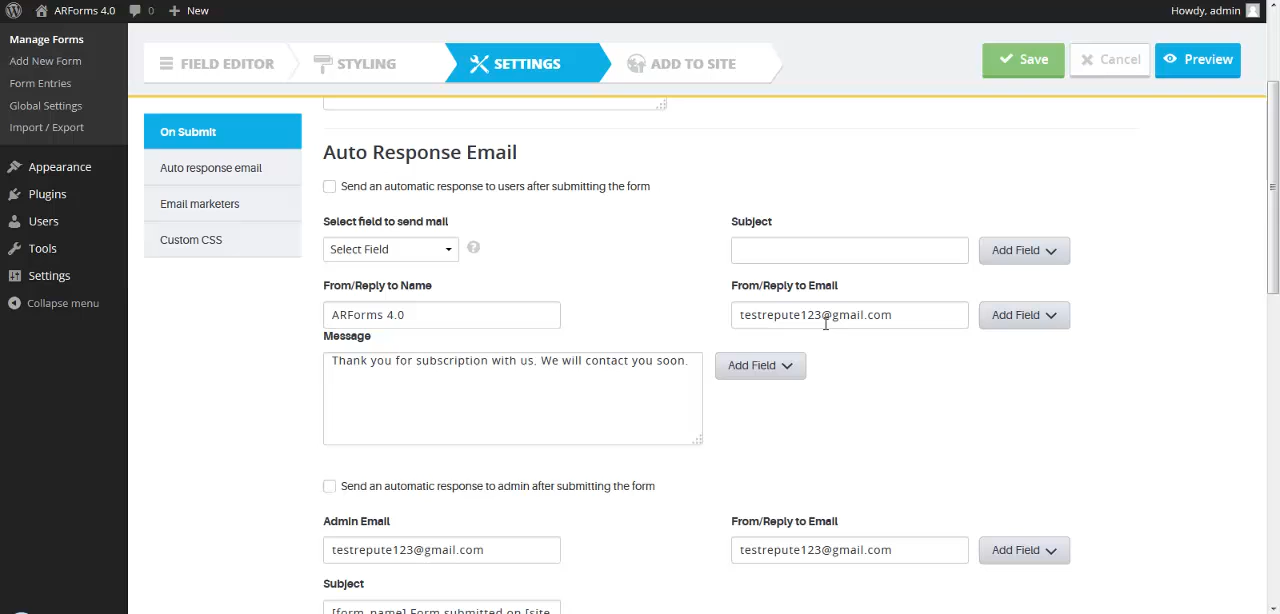 ARForms 4.0 0 New Howdy, admin
Manage Forms
Add New Form
Form Entries
Global Settings
Import / Export
Appearance
Plugins
Users
Tools
Settings
Collapse menu
FIELD EDITOR STYLING SETTINGS ADD TO SITE
Save Cancel Preview
On Submit
Auto response email
Email marketers
Custom CSS
Auto Response Email
Send an automatic response to users after submitting the form
Select field to send mail Subject
Select Field ? Add Field
From/Reply to Name From/Reply to Email
ARForms 4.0 testrepute123@gmail.com Add Field
Message
Thank you for subscription with us. We will contact you soon. Add Field
Send an automatic response to admin after submitting the form
Admin Email From/Reply to Email
testrepute123@gmail.com testrepute123@gmail.com Add Field
Subject
[form_name] Form submitted on [site